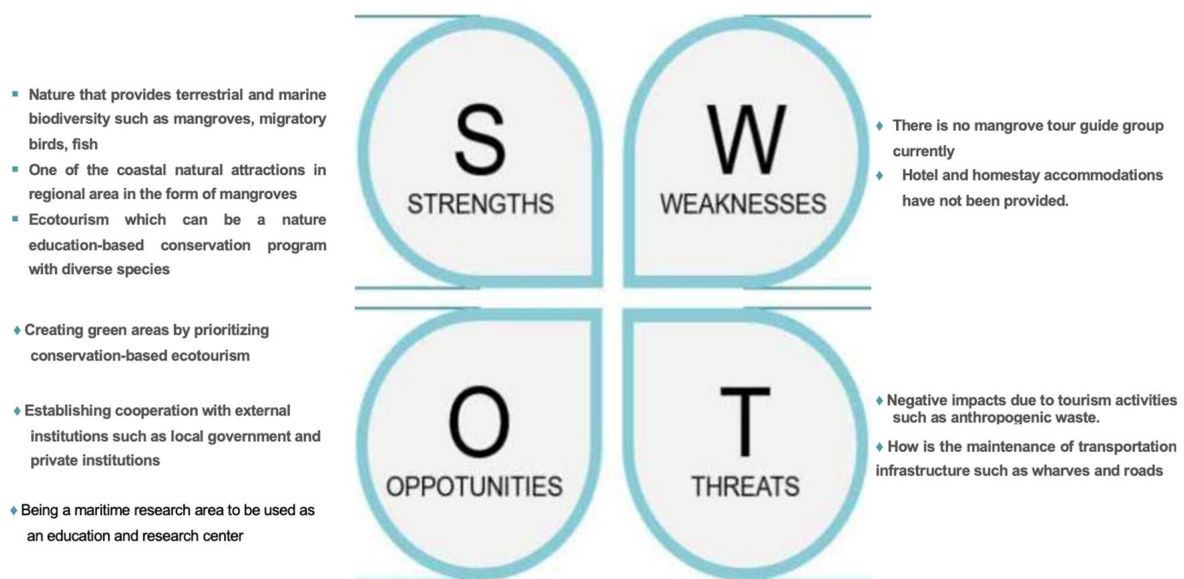 ▪ Nature that provides terrestrial and marine
biodiversity such as mangroves, migratory
birds, fish
▪ One of the coastal natural attractions in
regional area in the form of mangroves
▪ Ecotourism which can be a nature
education-based conservation program
with diverse species
S
STRENGTHS
W
WEAKNESSES
♦ There is no mangrove tour guide group
currently
♦ Hotel and homestay accommodations
have not been provided.
♦ Creating green areas by prioritizing
conservation-based ecotourism
♦ Establishing cooperation with external
institutions such as local government and
private institutions
♦ Being a maritime research area to be used as
an education and research center
O
OPPOTUNITIES
T
THREATS
♦ Negative impacts due to tourism activities
such as anthropogenic waste.
♦ How is the maintenance of transportation
infrastructure such as wharves and roads